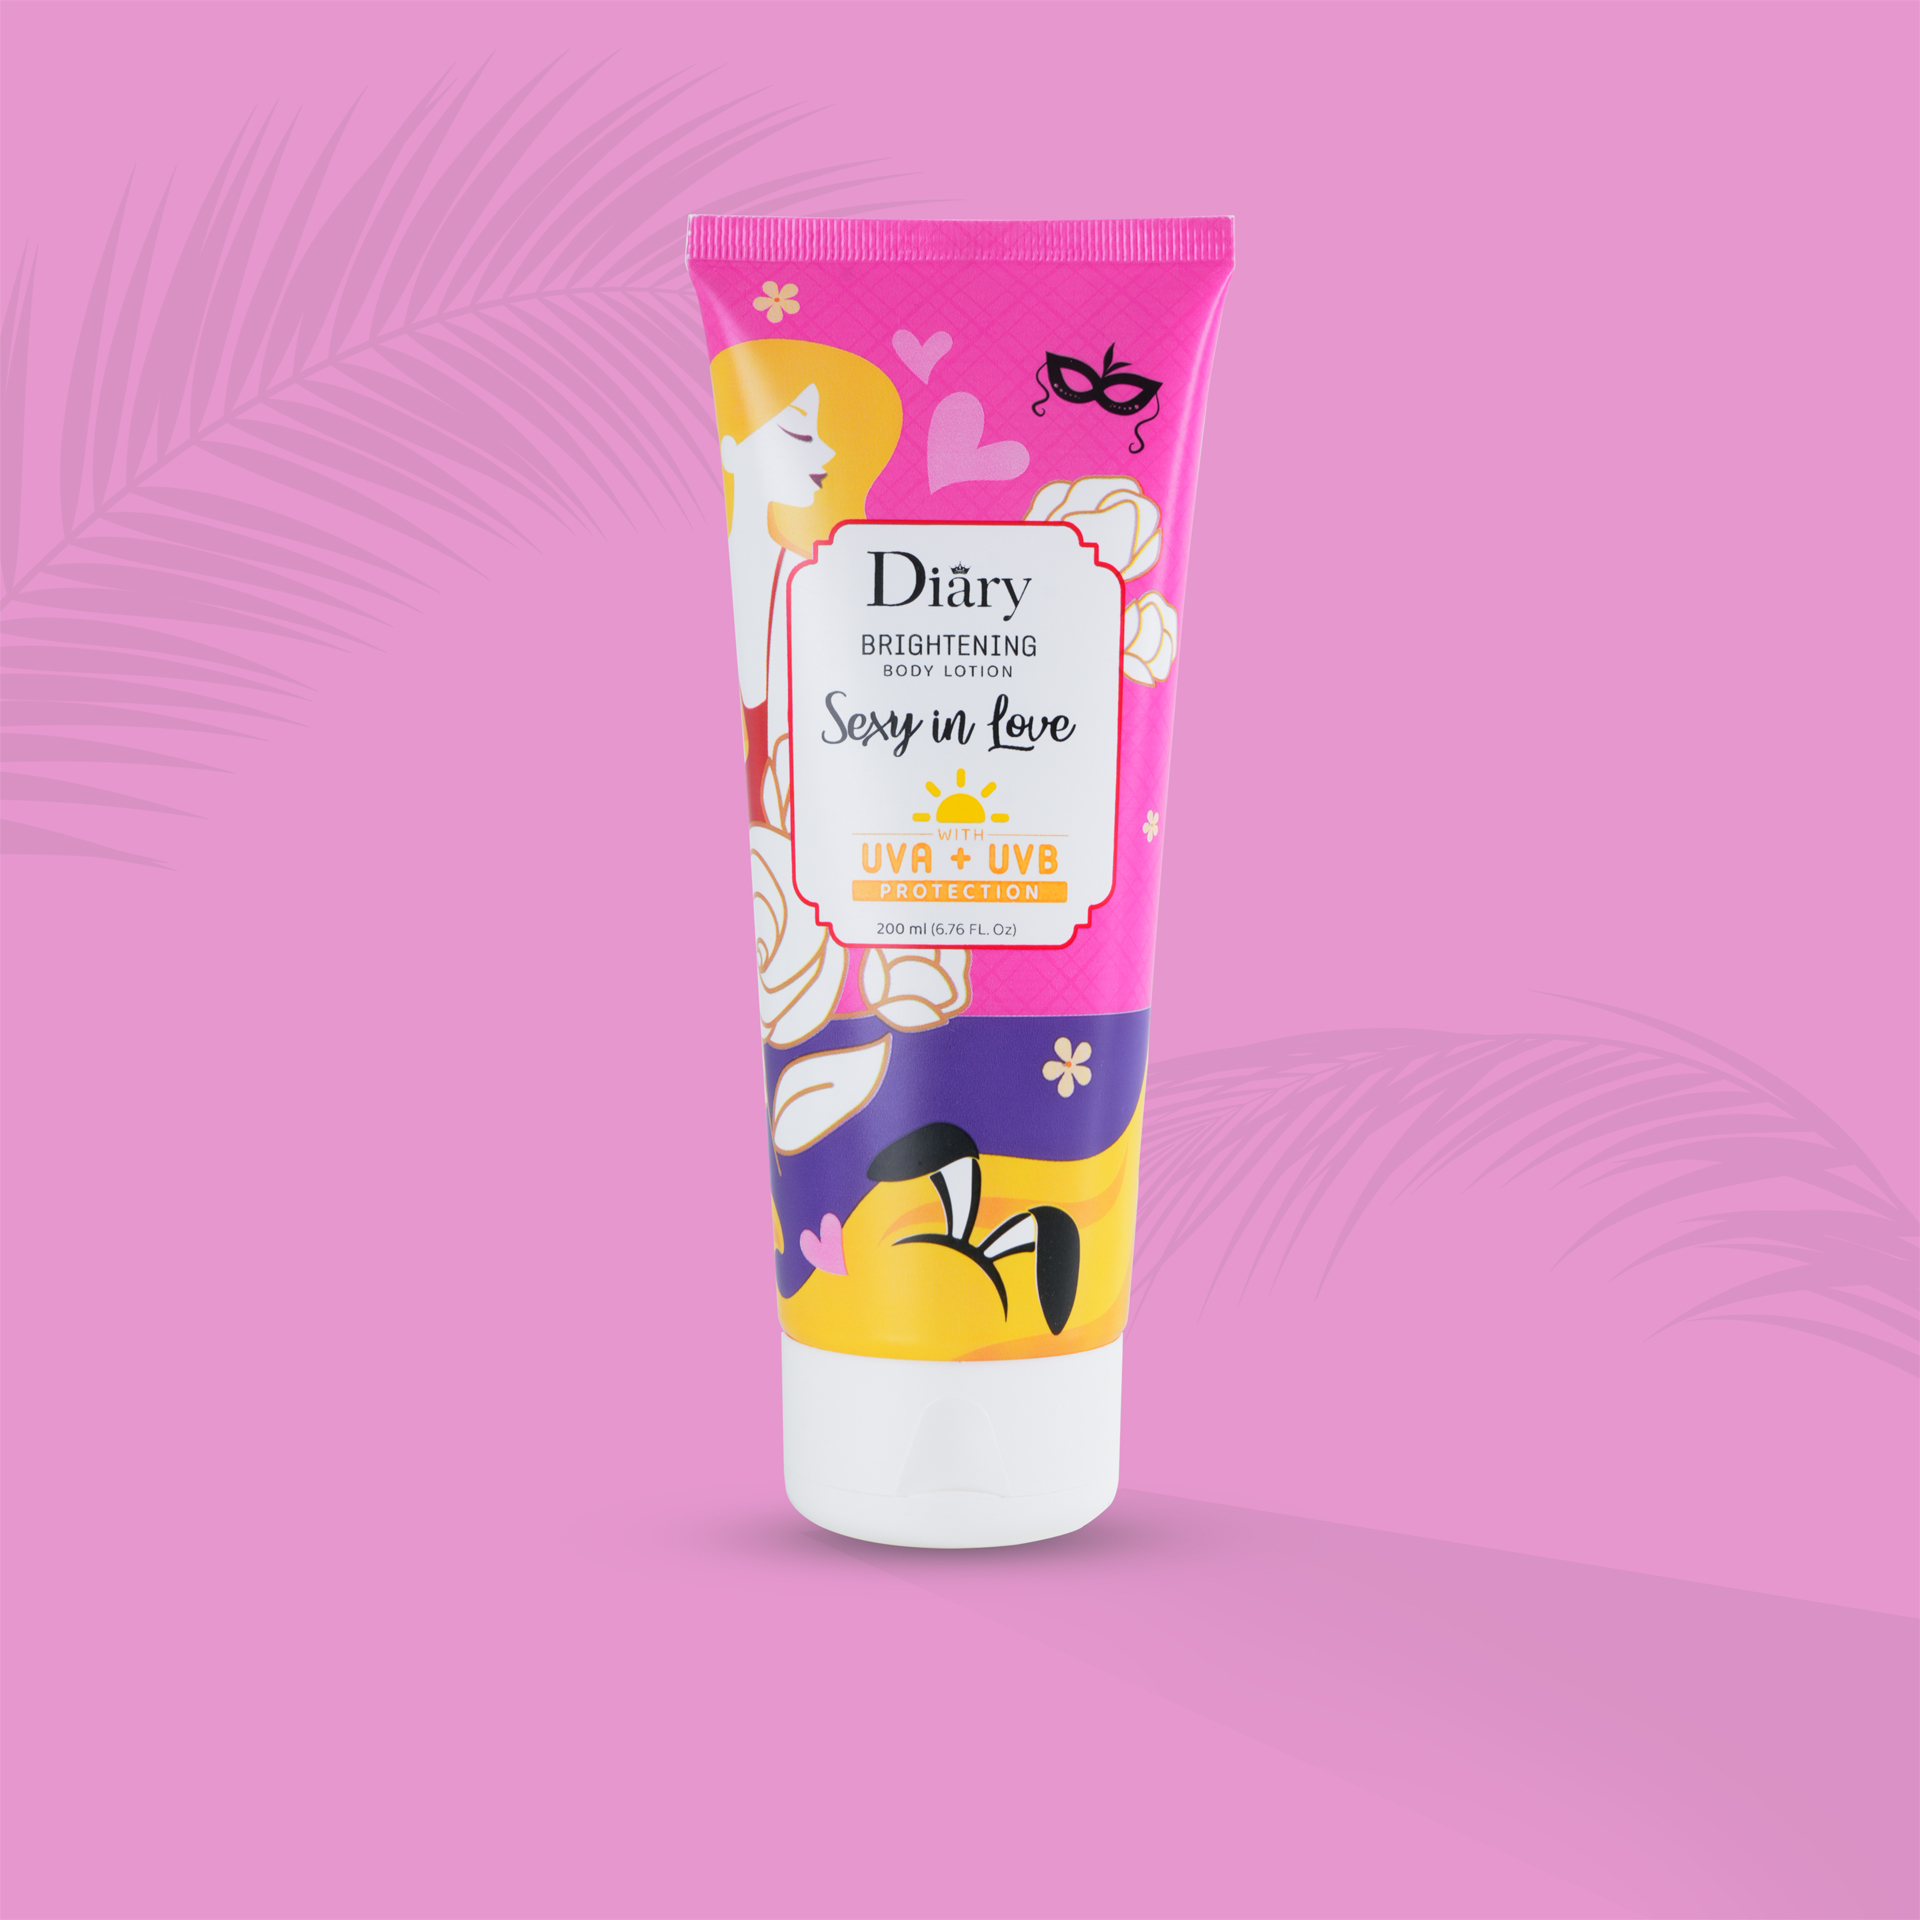 Diary
BRIGHTENING
BODY LOTION
Sexy in Love
WITH
UVA + UVB
PROTECTION
200 ml (6.76 FL. Oz)